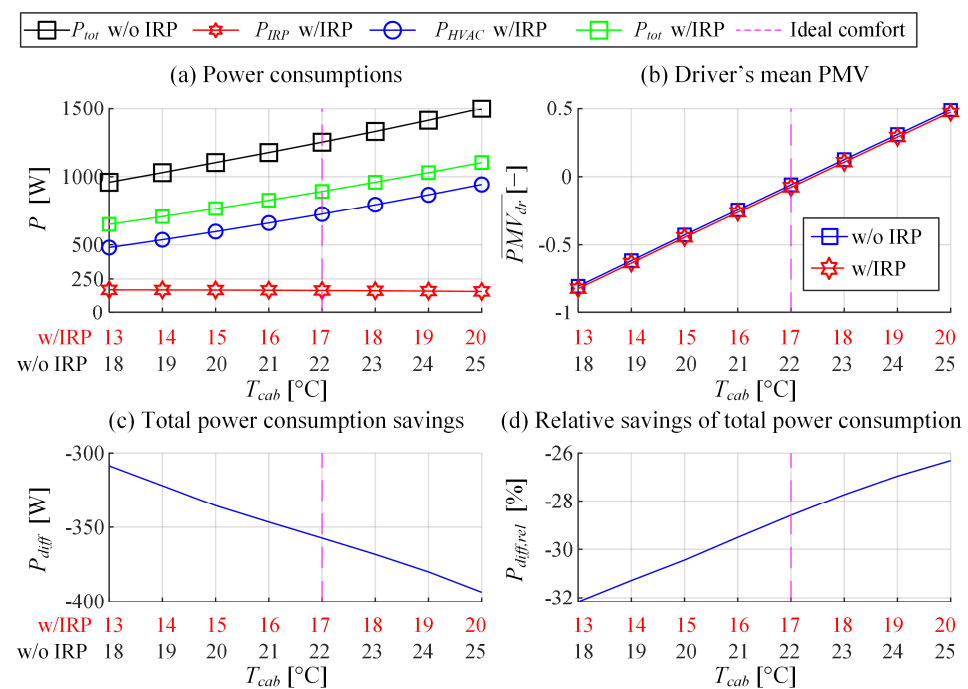 P_tot w/o IRP P_IRP w/IRP P_HVAC w/IRP P_tot w/IRP Ideal comfort
(a) Power consumptions
P [W]
1500
1000
500
250
0
w/IRP 13 14 15 16 17 18 19 20
w/o IRP 18 19 20 21 22 23 24 25
T_cab [°C]
(b) Driver's mean PMV
PMV_dr [−]
0.5
0
-0.5
-1
w/o IRP
w/IRP
13 14 15 16 17 18 19 20
18 19 20 21 22 23 24 25
T_cab [°C]
(c) Total power consumption savings
P_diff [W]
-300
-350
-400
w/IRP 13 14 15 16 17 18 19 20
w/o IRP 18 19 20 21 22 23 24 25
T_cab [°C]
(d) Relative savings of total power consumption
P_diff,rel [%]
-26
-28
-30
-32
13 14 15 16 17 18 19 20
18 19 20 21 22 23 24 25
T_cab [°C]